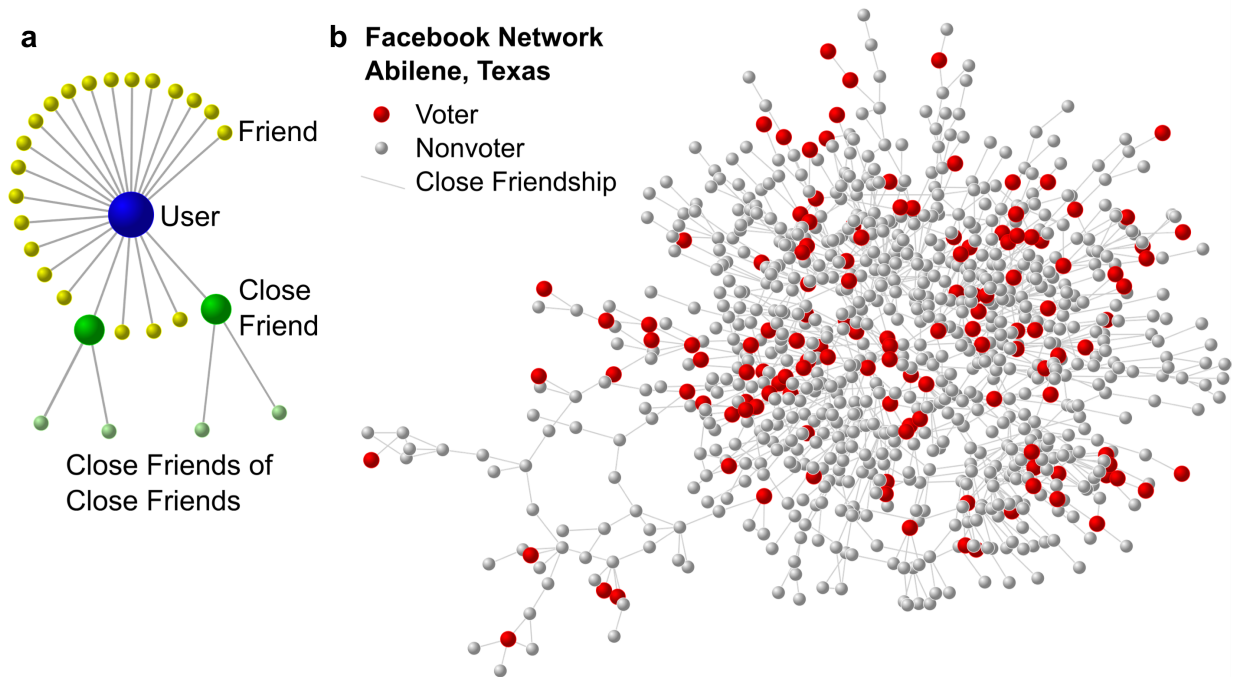 a
Friend
User
Close
Friend
Close Friends of
Close Friends
b Facebook Network
Abilene, Texas
Voter
Nonvoter
Close Friendship